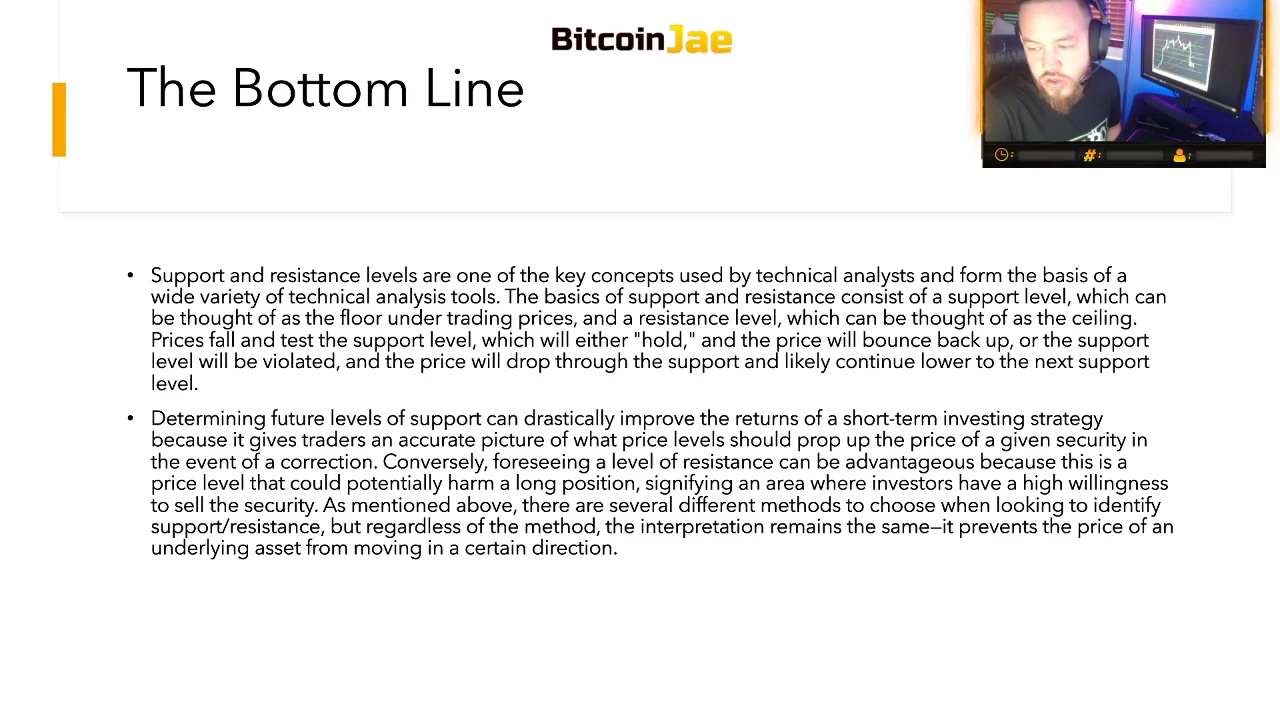 BitcoinJae
The Bottom Line
#:
• Support and resistance levels are one of the key concepts used by technical analysts and form the basis of a
wide variety of technical analysis tools. The basics of support and resistance consist of a support level, which can
be thought of as the floor under trading prices, and a resistance level, which can be thought of as the ceiling.
Prices fall and test the support level, which will either "hold," and the price will bounce back up, or the support
level will be violated, and the price will drop through the support and likely continue lower to the next support
level.
• Determining future levels of support can drastically improve the returns of a short-term investing strategy
because it gives traders an accurate picture of what price levels should prop up the price of a given security in
the event of a correction. Conversely, foreseeing a level of resistance can be advantageous because this is a
price level that could potentially harm a long position, signifying an area where investors have a high willingness
to sell the security. As mentioned above, there are several different methods to choose when looking to identify
support/resistance, but regardless of the method, the interpretation remains the same—it prevents the price of an
underlying asset from moving in a certain direction.